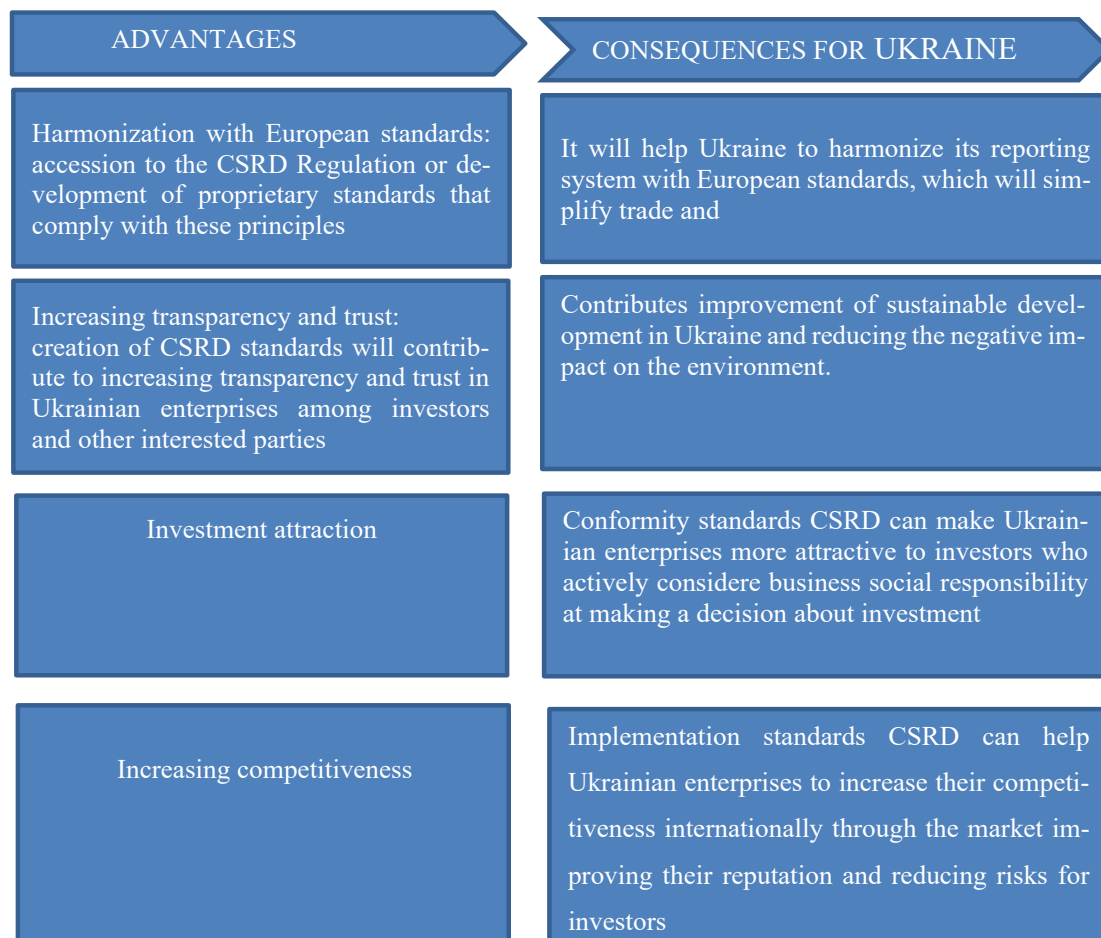 ADVANTAGES
CONSEQUENCES FOR UKRAINE
Harmonization with European standards:
accession to the CSRD Regulation or de-
velopment of proprietary standards that
comply with these principles
It will help Ukraine to harmonize its reporting
system with European standards, which will sim-
plify trade and
Increasing transparency and trust:
creation of CSRD standards will contrib-
ute to increasing transparency and trust in
Ukrainian enterprises among investors
and other interested parties
Contributes improvement of sustainable devel-
opment in Ukraine and reducing the negative im-
pact on the environment.
Investment attraction
Conformity standards CSRD can make Ukrain-
ian enterprises more attractive to investors who
actively considere business social responsibility
at making a decision about investment
Increasing competitiveness
Implementation standards CSRD can help
Ukrainian enterprises to increase their competi-
tiveness internationally through the market im-
proving their reputation and reducing risks for
investors